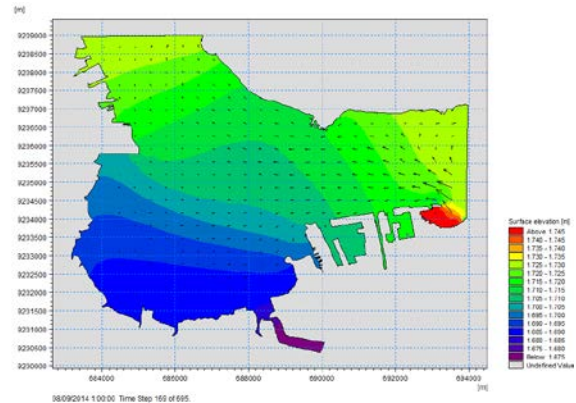 [m]
9239500
9239000
9238500
9238000
9237500
9237000
9236500
9236000
9235500
9235000
9234500
9234000
9233500
9233000
9232500
9232000
9231500
9231000
9230500
9230000
684000 686000 688000 690000 692000 694000
[m]
Surface elevation [m]
Above 1.745
1.740 - 1.745
1.735 - 1.740
1.730 - 1.735
1.725 - 1.730
1.720 - 1.725
1.715 - 1.720
1.710 - 1.715
1.705 - 1.710
1.700 - 1.705
1.695 - 1.700
1.690 - 1.695
1.685 - 1.690
1.680 - 1.685
1.675 - 1.680
Below 1.675
Undefined Value
08/09/2014 1:00:00 Time Step 169 of 695.